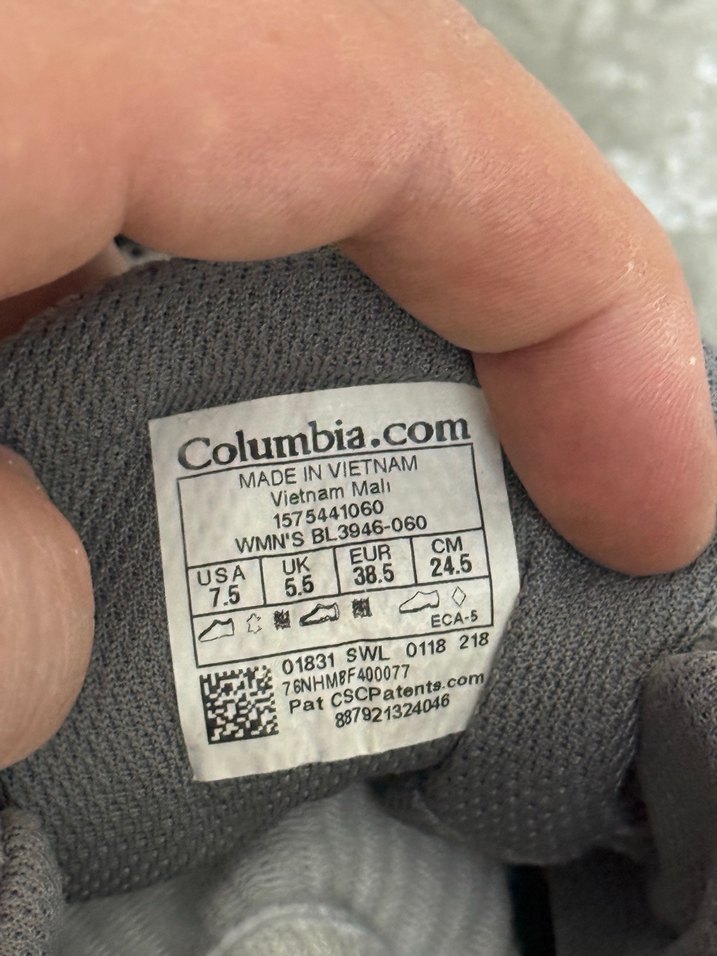 Columbia.com
MADE IN VIETNAM
Vietnam Mali
1575441060
WMN'S BL3946-060
USA UK EUR CM
7.5 5.5 38.5 24.5
ECA-5
01831 SWL 0118 218
76NHM8F400077
Pat CSCPatents.com
887921324046